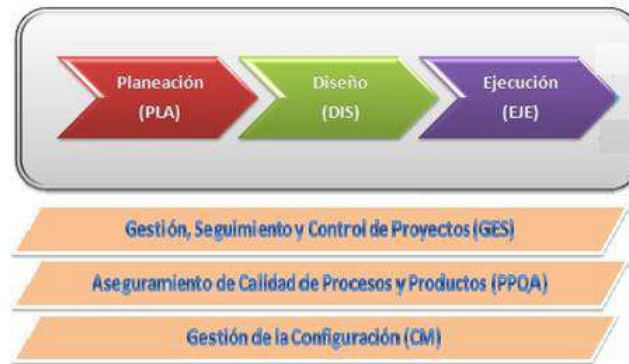 Planeación
(PLA)
Diseño
(DIS)
Ejecución
(EJE)
Gestión, Seguimiento y Control de Proyectos (GES)
Aseguramiento de Calidad de Procesos y Productos (PPQA)
Gestión de la Configuración (CM)